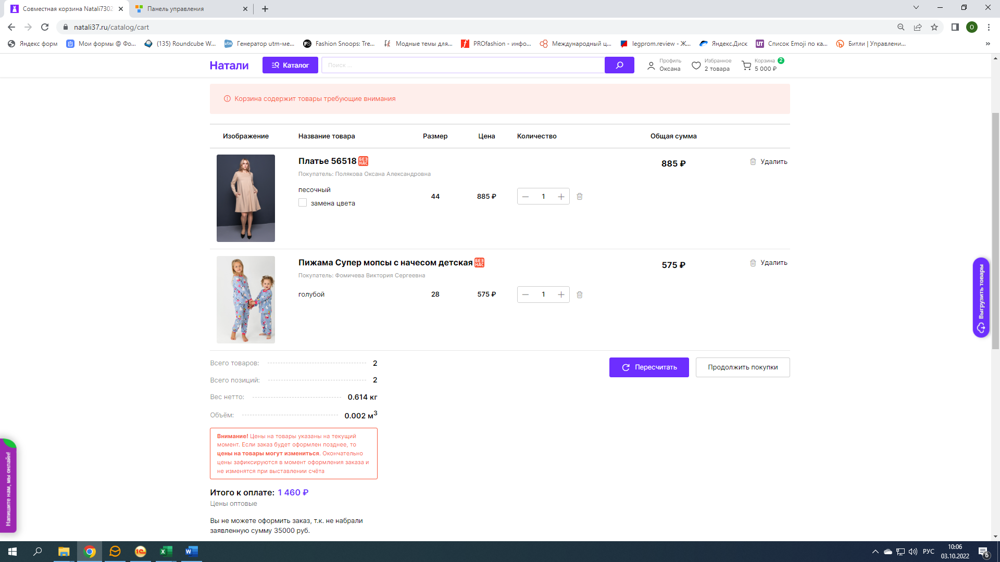 Совместная корзина Natali7302
Панель управления
natali37.ru/catalog/cart
O
Яндекс форм
Мои формы @ Фо...
(135) Roundcube W...
utm
Генератор utm-ме...
FS
Fashion Snoops: Tre...
Модные темы для...
PROfashion - инфо...
Международный ц...
legprom.review - Ж...
Яндекс.Диск
UT
Список Emoji по ка...
Битли | Управлени...
»
Натали
Каталог
Поиск ...
Профиль
Оксана
Избранное
2 товара
Корзина
2
5 000 ₽
Корзина содержит товары требующие внимания
Изображение
Название товара
Размер
Цена
Количество
Общая сумма
Платье 56518
БЕЗ
НАС
885 ₽
Удалить
Покупатель: Полякова Оксана Александровна
песочный
44
885 ₽
1
замена цвета
Пижама Супер мопсы с начесом детская
БЕЗ
НАС
575 ₽
Удалить
Покупатель: Фомичева Виктория Сергеевна
голубой
28
575 ₽
1
Выгрузить товары
Всего товаров:
2
Пересчитать
Продолжить покупки
Всего позиций:
2
Вес нетто:
0.614 кг
Объём:
0.002 м3
Внимание! Цены на товары указаны на текущий
момент. Если заказ будет оформлен позднее, то
цены на товары могут измениться. Окончательно
цены зафиксируются в момент оформления заказа и
не изменятся при выставлении счёта
Напишите нам, мы онлайн!
Итого к оплате: 1 460 ₽
Цены оптовые
Вы не можете оформить заказ, т.к. не набрали
заявленную сумму 35000 руб.
1С
X
W
РУС
10:06
03.10.2022
6